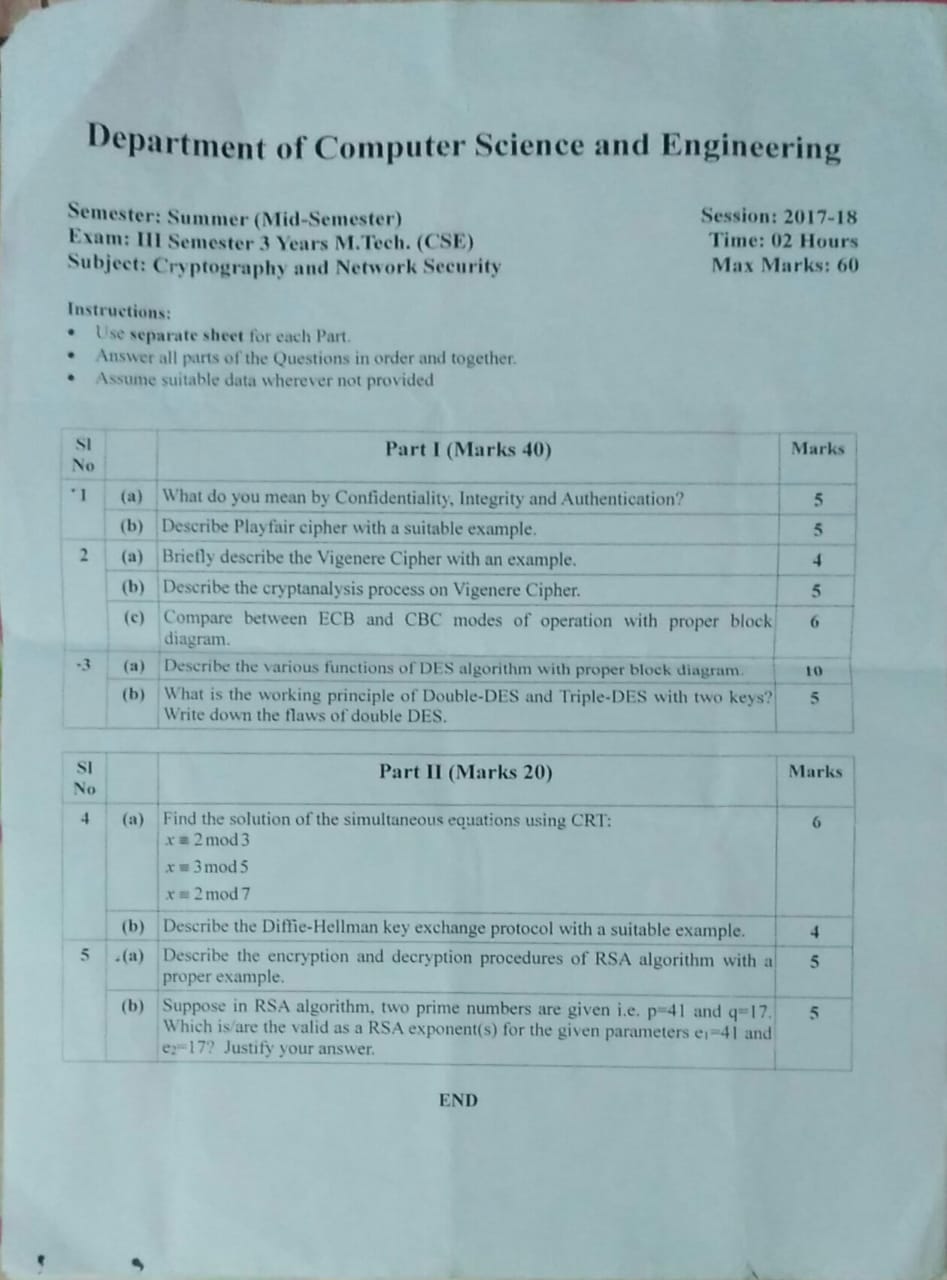 Department of Computer Science and Engineering
Semester: Summer (Mid-Semester)
Session: 2017-18
Exam: III Semester 3 Years M.Tech. (CSE)
Time: 02 Hours
Subject: Cryptography and Network Security
Max Marks: 60
Instructions:
• Use separate sheet for each Part.
• Answer all parts of the Questions in order and together.
• Assume suitable data wherever not provided
Sl No Part I (Marks 40) Marks
1 (a) What do you mean by Confidentiality, Integrity and Authentication? 5
(b) Describe Playfair cipher with a suitable example. 5
2 (a) Briefly describe the Vigenere Cipher with an example. 4
(b) Describe the cryptanalysis process on Vigenere Cipher. 5
(c) Compare between ECB and CBC modes of operation with proper block 6
diagram.
3 (a) Describe the various functions of DES algorithm with proper block diagram. 10
(b) What is the working principle of Double-DES and Triple-DES with two keys? 5
Write down the flaws of double DES.
Sl No Part II (Marks 20) Marks
4 (a) Find the solution of the simultaneous equations using CRT: 6
x ≡ 2 mod 3
x ≡ 3 mod 5
x ≡ 2 mod 7
(b) Describe the Diffie-Hellman key exchange protocol with a suitable example. 4
5 (a) Describe the encryption and decryption procedures of RSA algorithm with a 5
proper example.
(b) Suppose in RSA algorithm, two prime numbers are given i.e. p=41 and q=17. 5
Which is/are the valid as a RSA exponent(s) for the given parameters e₁=41 and
e₂=17? Justify your answer.
END